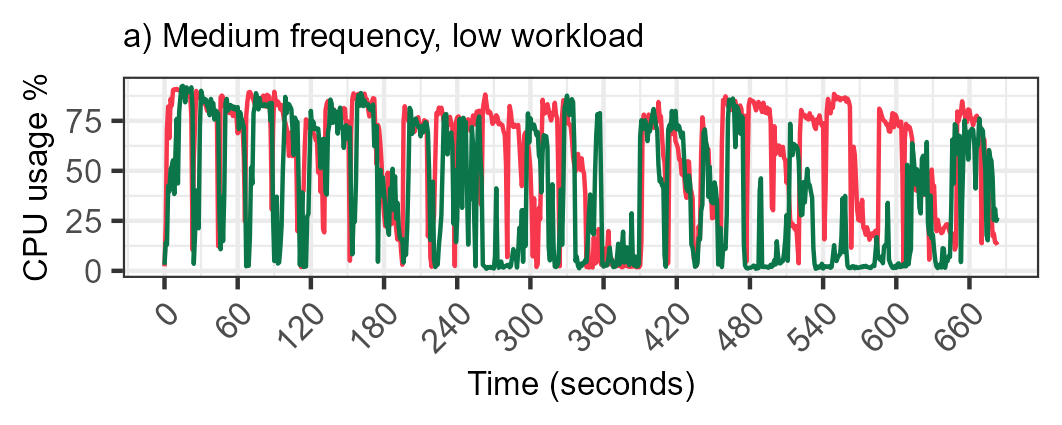 a) Medium frequency, low workload
CPU usage %
75
50
25
0
0 60 120 180 240 300 360 420 480 540 600 660
Time (seconds)